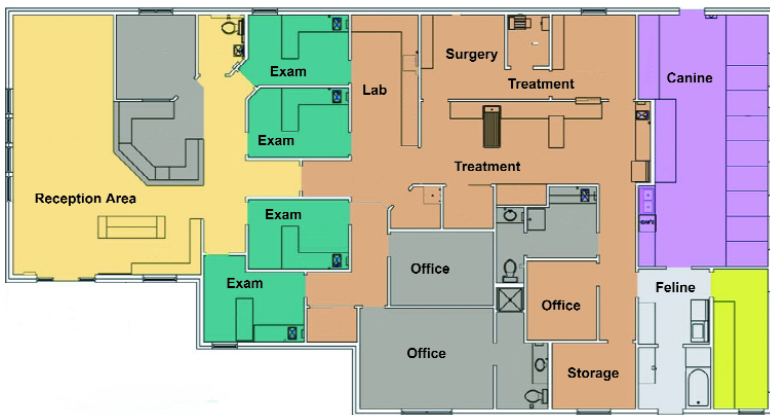 Exam
Surgery
Treatment
Canine
Lab
Exam
Treatment
Reception Area
Exam
Office
Exam
Feline
Office
Office
Storage